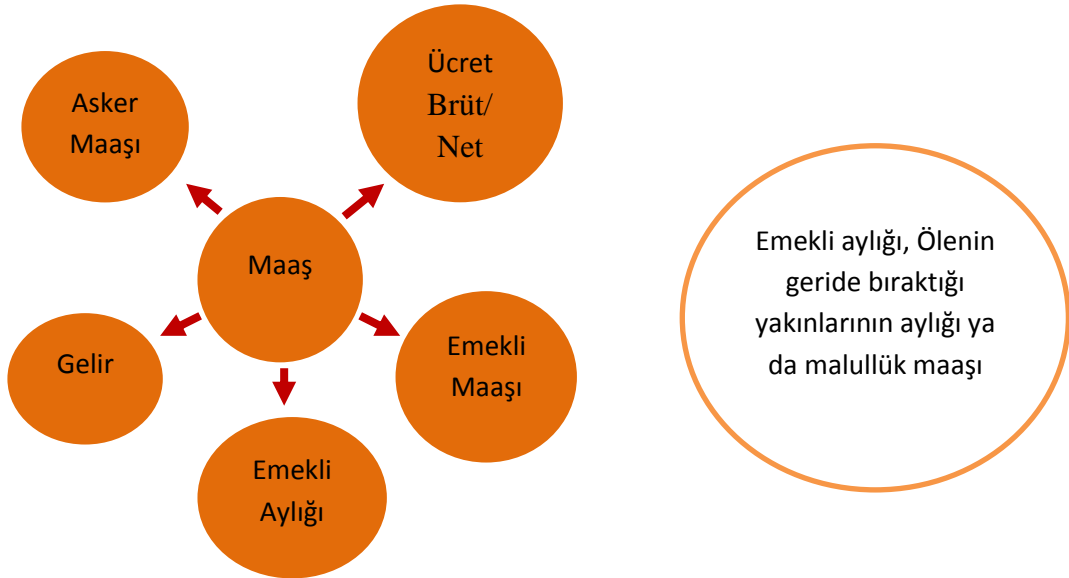 Asker
Maaşı
Ücret
Brüt/
Net
Maaş
Gelir
Emekli
Maaşı
Emekli
Aylığı
Emekli aylığı, Ölenin
geride bıraktığı
yakınlarının aylığı ya
da malullük maaşı